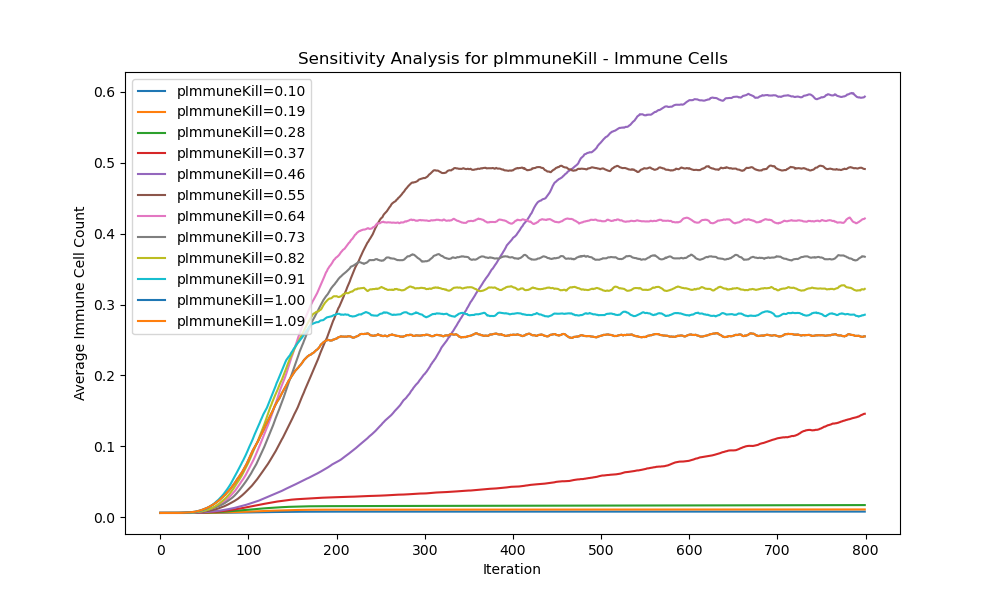 Sensitivity Analysis for pImmuneKill - Immune Cells
Average Immune Cell Count
0.6
0.5
0.4
0.3
0.2
0.1
0.0
pImmuneKill=0.10
pImmuneKill=0.19
pImmuneKill=0.28
pImmuneKill=0.37
pImmuneKill=0.46
pImmuneKill=0.55
pImmuneKill=0.64
pImmuneKill=0.73
pImmuneKill=0.82
pImmuneKill=0.91
pImmuneKill=1.00
pImmuneKill=1.09
0 100 200 300 400 500 600 700 800
Iteration